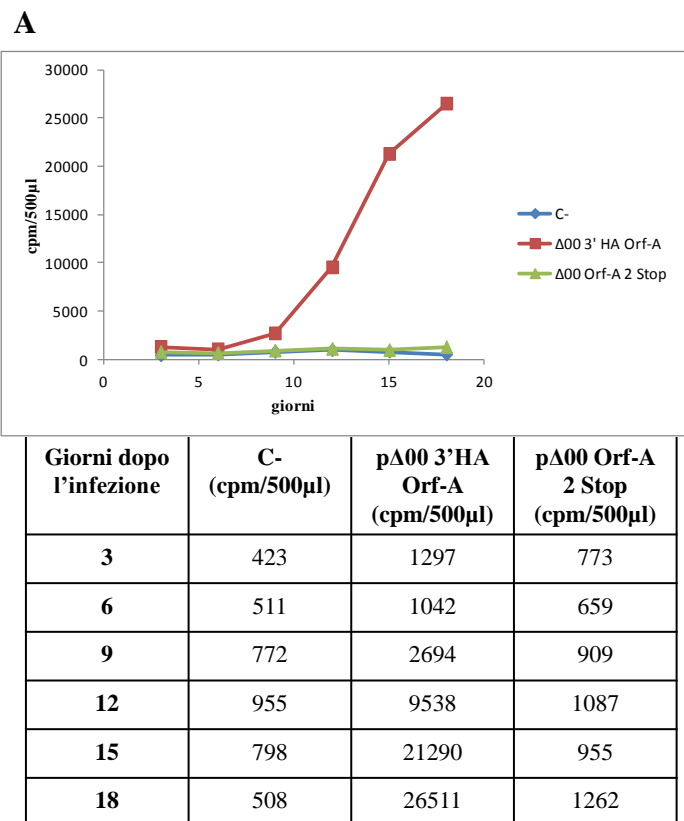 A
30000
25000
20000
15000
10000
5000
0
cpm/500µl
0 5 10 15 20
giorni
C-
Δ00 3' HA Orf-A
Δ00 Orf-A 2 Stop
Giorni dopo l'infezione | C- (cpm/500µl) | pΔ00 3'HA Orf-A (cpm/500µl) | pΔ00 Orf-A 2 Stop (cpm/500µl)
3 423 1297 773
6 511 1042 659
9 772 2694 909
12 955 9538 1087
15 798 21290 955
18 508 26511 1262